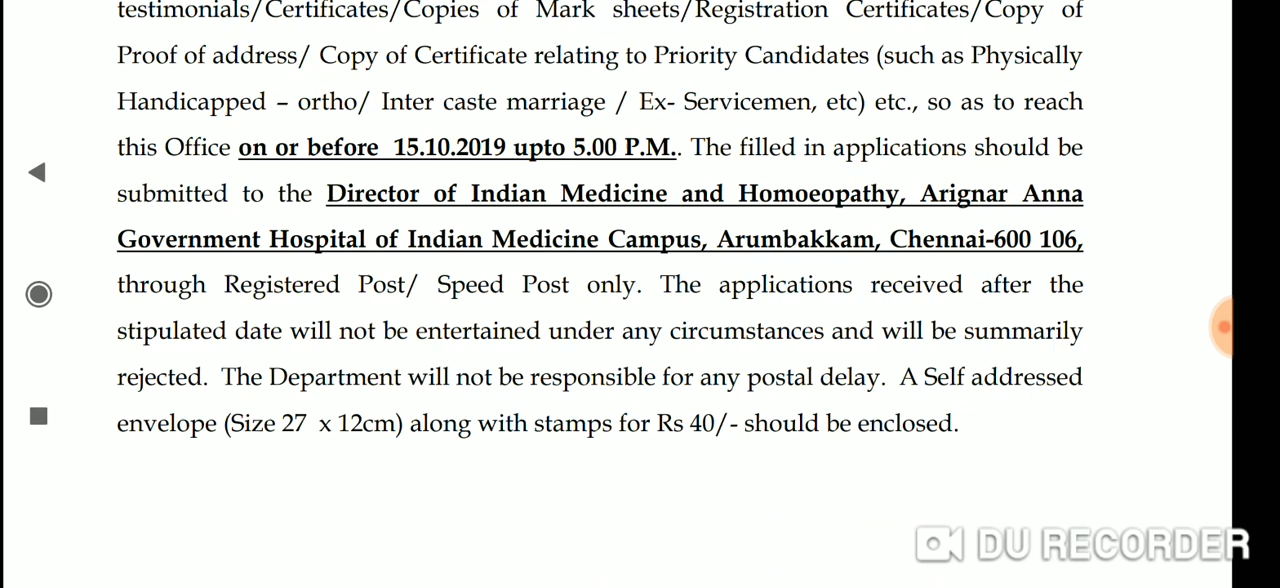 testimonials/Certificates/Copies of Mark sheets/Registration Certificates/Copy of
Proof of address/ Copy of Certificate relating to Priority Candidates (such as Physically
Handicapped – ortho/ Inter caste marriage / Ex- Servicemen, etc) etc., so as to reach
this Office on or before 15.10.2019 upto 5.00 P.M.. The filled in applications should be
submitted to the Director of Indian Medicine and Homoeopathy, Arignar Anna
Government Hospital of Indian Medicine Campus, Arumbakkam, Chennai-600 106,
through Registered Post/ Speed Post only. The applications received after the
stipulated date will not be entertained under any circumstances and will be summarily
rejected. The Department will not be responsible for any postal delay. A Self addressed
envelope (Size 27 x 12cm) along with stamps for Rs 40/- should be enclosed.
DU RECORDER